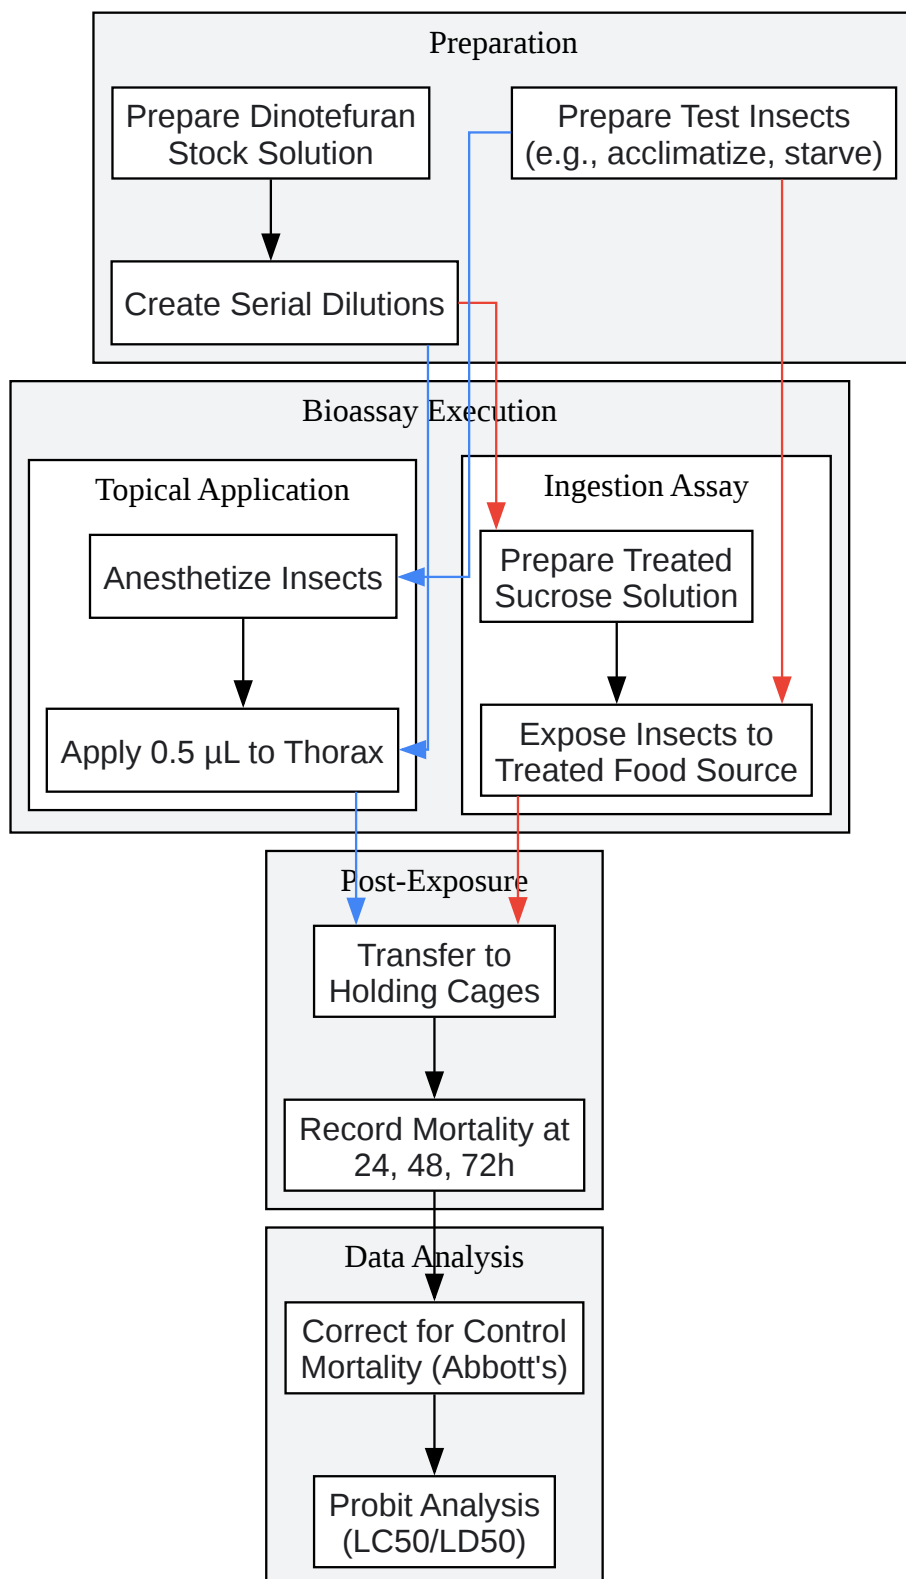 Preparation
Prepare Dinotefuran
Stock Solution
Prepare Test Insects
(e.g., acclimatize, starve)
Create Serial Dilutions
Bioassay Execution
Topical Application
Ingestion Assay
Anesthetize Insects
Prepare Treated
Sucrose Solution
Apply 0.5 µL to Thorax
Expose Insects to
Treated Food Source
Post-Exposure
Transfer to
Holding Cages
Record Mortality at
24, 48, 72h
Data Analysis
Correct for Control
Mortality (Abbott's)
Probit Analysis
(LC50/LD50)